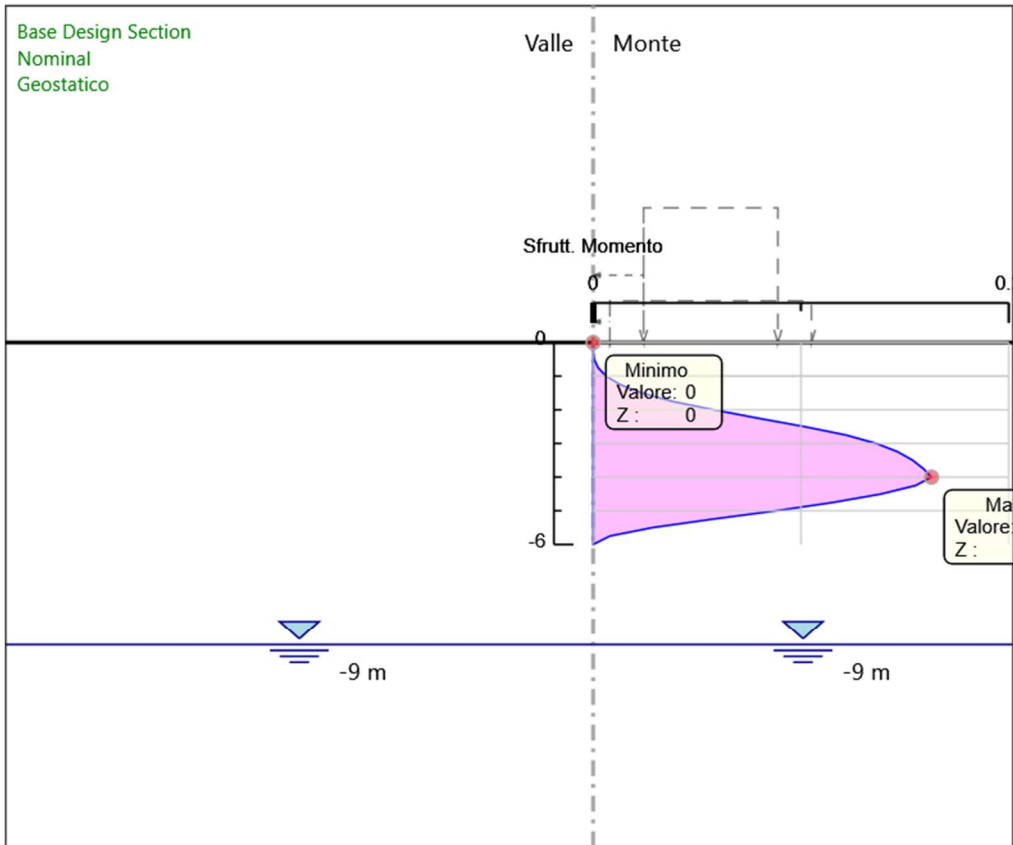 Base Design Section
Nominal
Geostatico
Valle
Monte
Sfrutt. Momento
0
0.
0
Minimo
Valore: 0
Z : 0
Ma
Valore:
Z :
-6
-9 m
-9 m